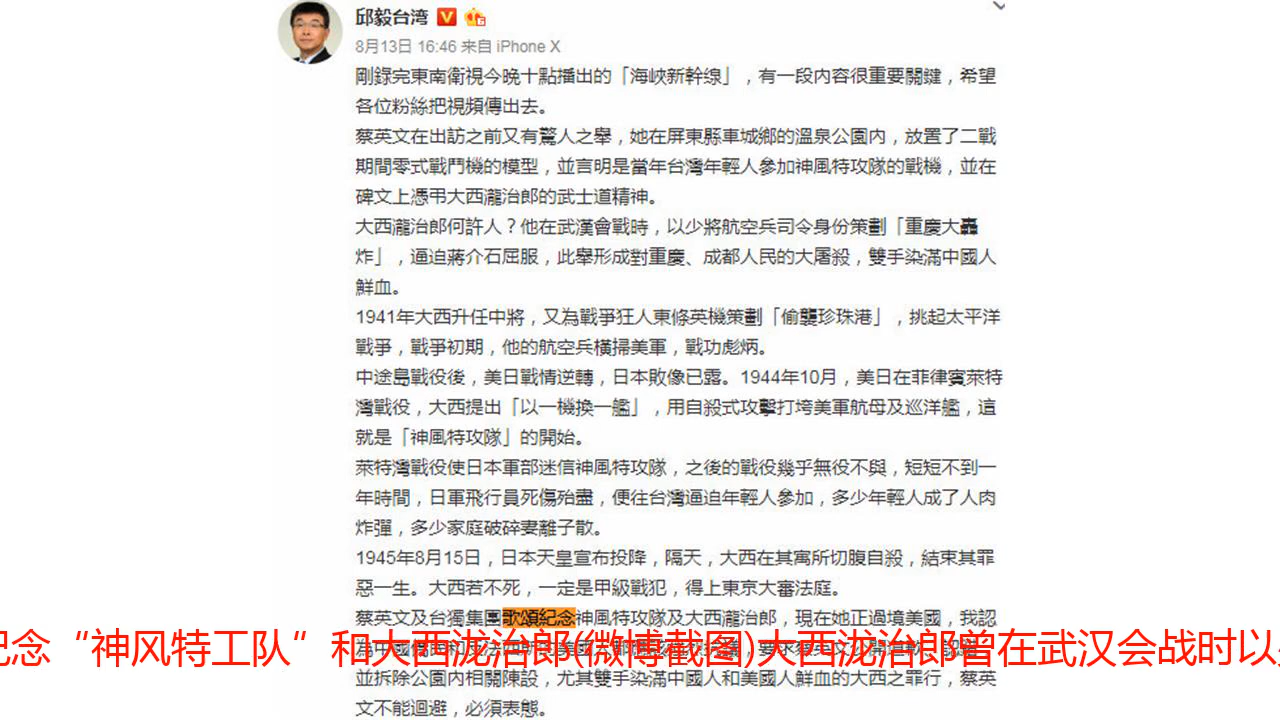 邱毅台湾
8月13日 16:46 来自 iPhone X
剛錄完東南衛視今晚十點播出的「海峽新幹線」，有一段内容很重要關鍵，希望
各位粉絲把視頻傳出去。
蔡英文在出訪之前又有驚人之舉，她在屏東縣車城鄉的溫泉公園內，放置了二戰
期間零式戰鬥機的模型，並言明是當年台灣年輕人參加神風特攻隊的戰機，並在
碑文上憑弔大西瀧治郎的武士道精神。
大西瀧治郎何許人？他在武漢會戰時，以少將航空兵司令身份策劃「重慶大轟
炸」，逼迫蔣介石屈服，此舉形成對重慶、成都人民的大屠殺，雙手染滿中國人
鮮血。
1941年大西升任中將，又為戰爭狂人東條英機策劃「偷襲珍珠港」，挑起太平洋
戰爭，戰爭初期，他的航空兵橫掃美軍，戰功彪炳。
中途島戰役後，美日戰情逆轉，日本敗像已露。1944年10月，美日在菲律賓萊特
灣戰役，大西提出「以一機換一艦」，用自殺式攻擊打垮美軍航母及巡洋艦，這
就是「神風特攻隊」的開始。
萊特灣戰役使日本軍部迷信神風特攻隊，之後的戰役幾乎無役不與，短短不到一
年時間，日軍飛行員死傷殆盡，便往台灣逼迫年輕人參加，多少年輕人成了人肉
炸彈，多少家庭破碎妻離子散。
1945年8月15日，日本天皇宣布投降，隔天，大西在其寓所切腹自殺，結束其罪
惡一生。大西若不死，一定是甲級戰犯，得上東京大審法庭。
蔡英文及台獨集團歌頌紀念神風特攻隊及大西瀧治郎，現在她正過境美國，我認
纪念“神风特工队”和大西泷治郎(微博截图)大西泷治郎曾在武汉会战时以
並拆除公園內相關陳設，尤其雙手染滿中國人和美國人鮮血的大西之罪行，蔡英
文不能迴避，必須表態。